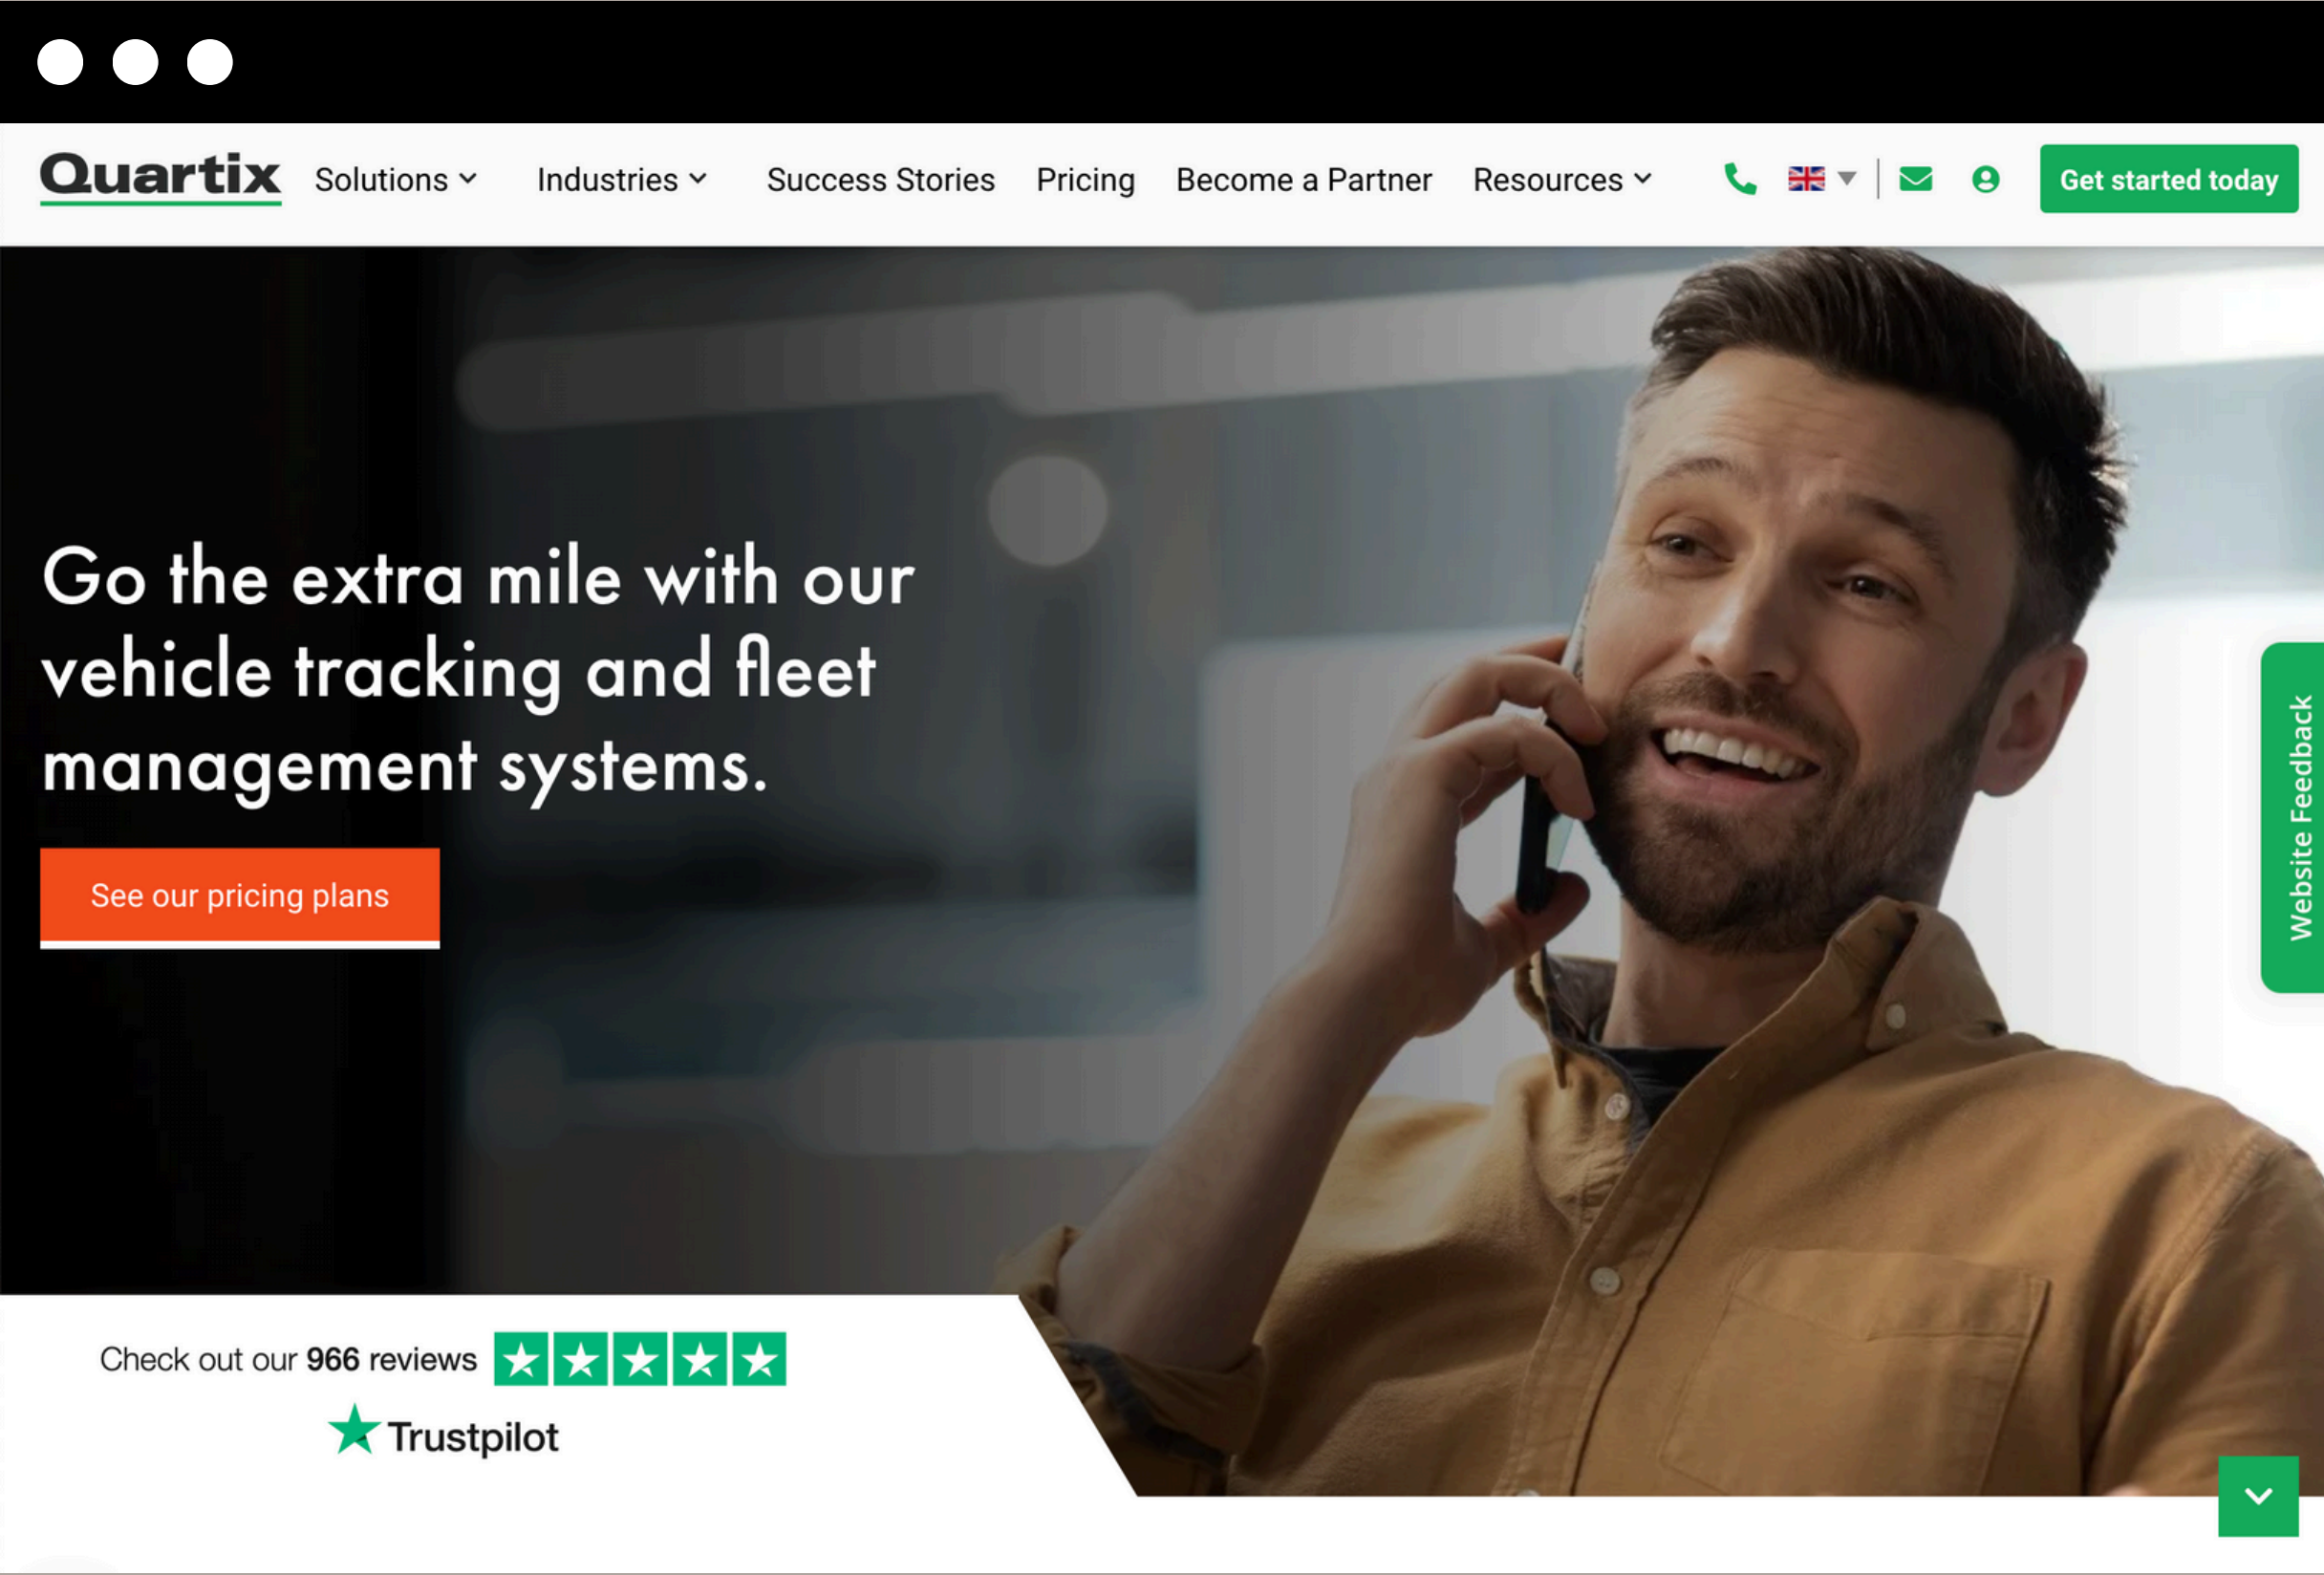 Quartix
Solutions
Industries
Success Stories
Pricing
Become a Partner
Resources
Get started today
Go the extra mile with our
vehicle tracking and fleet
management systems.
See our pricing plans
Website Feedback
Check out our 966 reviews
Trustpilot